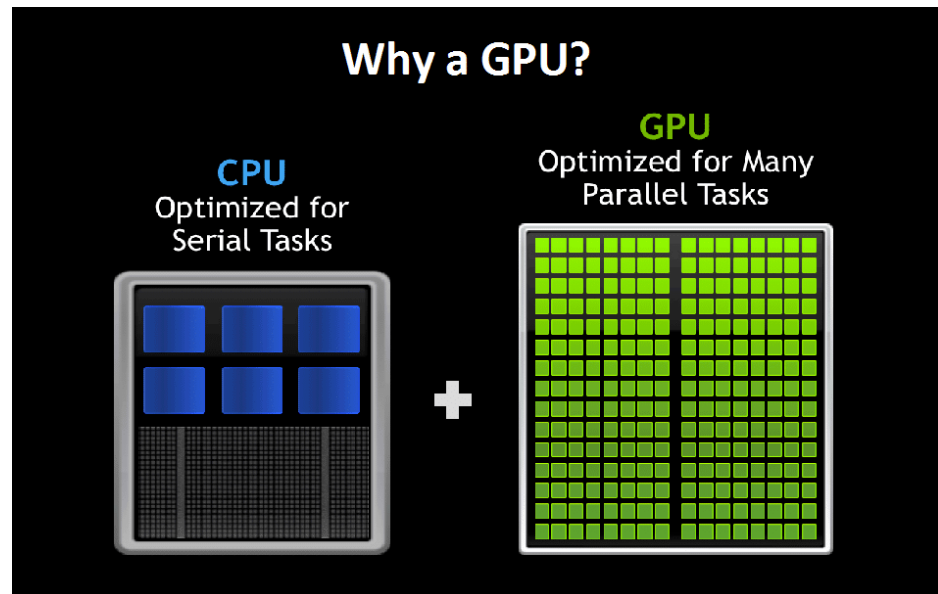 Why a GPU?
CPU
Optimized for
Serial Tasks
GPU
Optimized for Many
Parallel Tasks